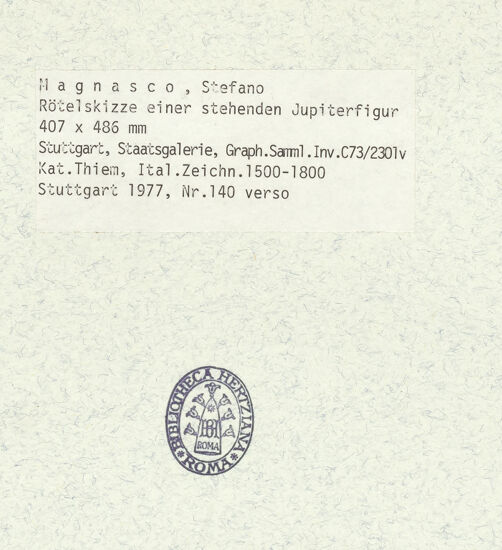 Magnasco, Stefano
Rötelskizze einer stehenden Jupiterfigur
407 x 486 mm
Stuttgart, Staatsgalerie, Graph.Samml.Inv.C73/2301v
Kat.Thiem, Ital.Zeichn.1500-1800
Stuttgart 1977, Nr.140 verso
BIBLIOTHECA HERTZIANA
BH
ROMA
* ROMA *